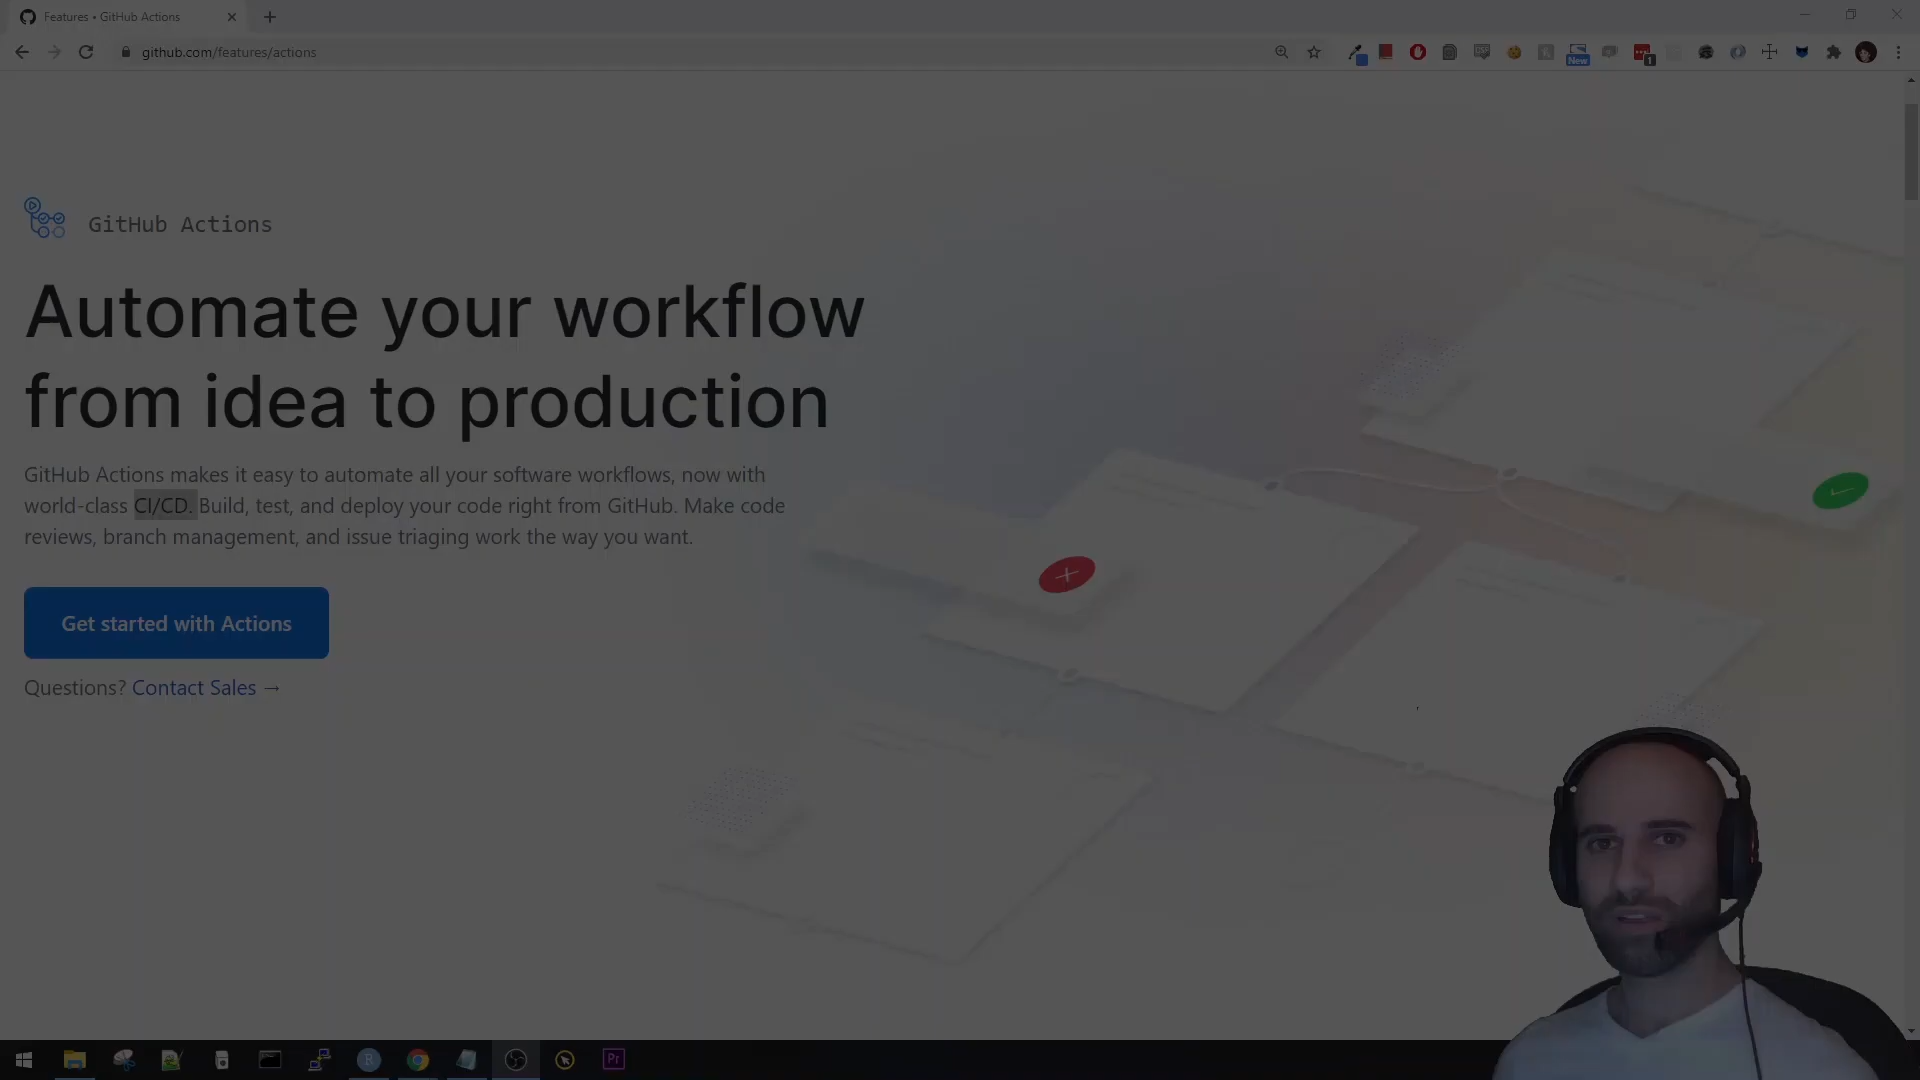 Features • GitHub Actions
github.com/features/actions
New
1
GitHub Actions
Automate your workflow
from idea to production
GitHub Actions makes it easy to automate all your software workflows, now with
world-class CI/CD. Build, test, and deploy your code right from GitHub. Make code
reviews, branch management, and issue triaging work the way you want.
Get started with Actions
Questions? Contact Sales →
R
Pr